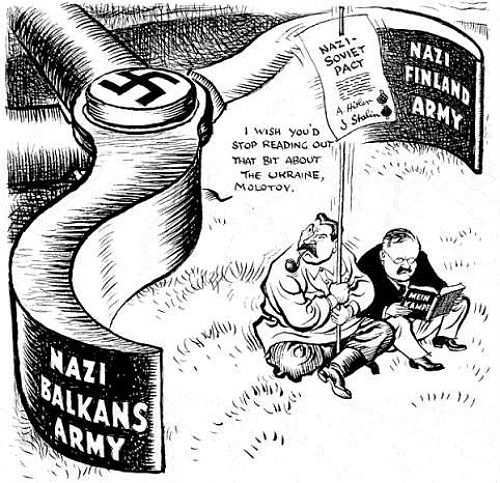 NAZI-
SOVIET
PACT
A Hitler
J Stalin
NAZI
FINLAND
ARMY
I WISH YOU'D
STOP READING OUT
THAT BIT ABOUT
THE UKRAINE,
MOLOTOV.
MEIN
KAMPF
NAZI
BALKANS
ARMY